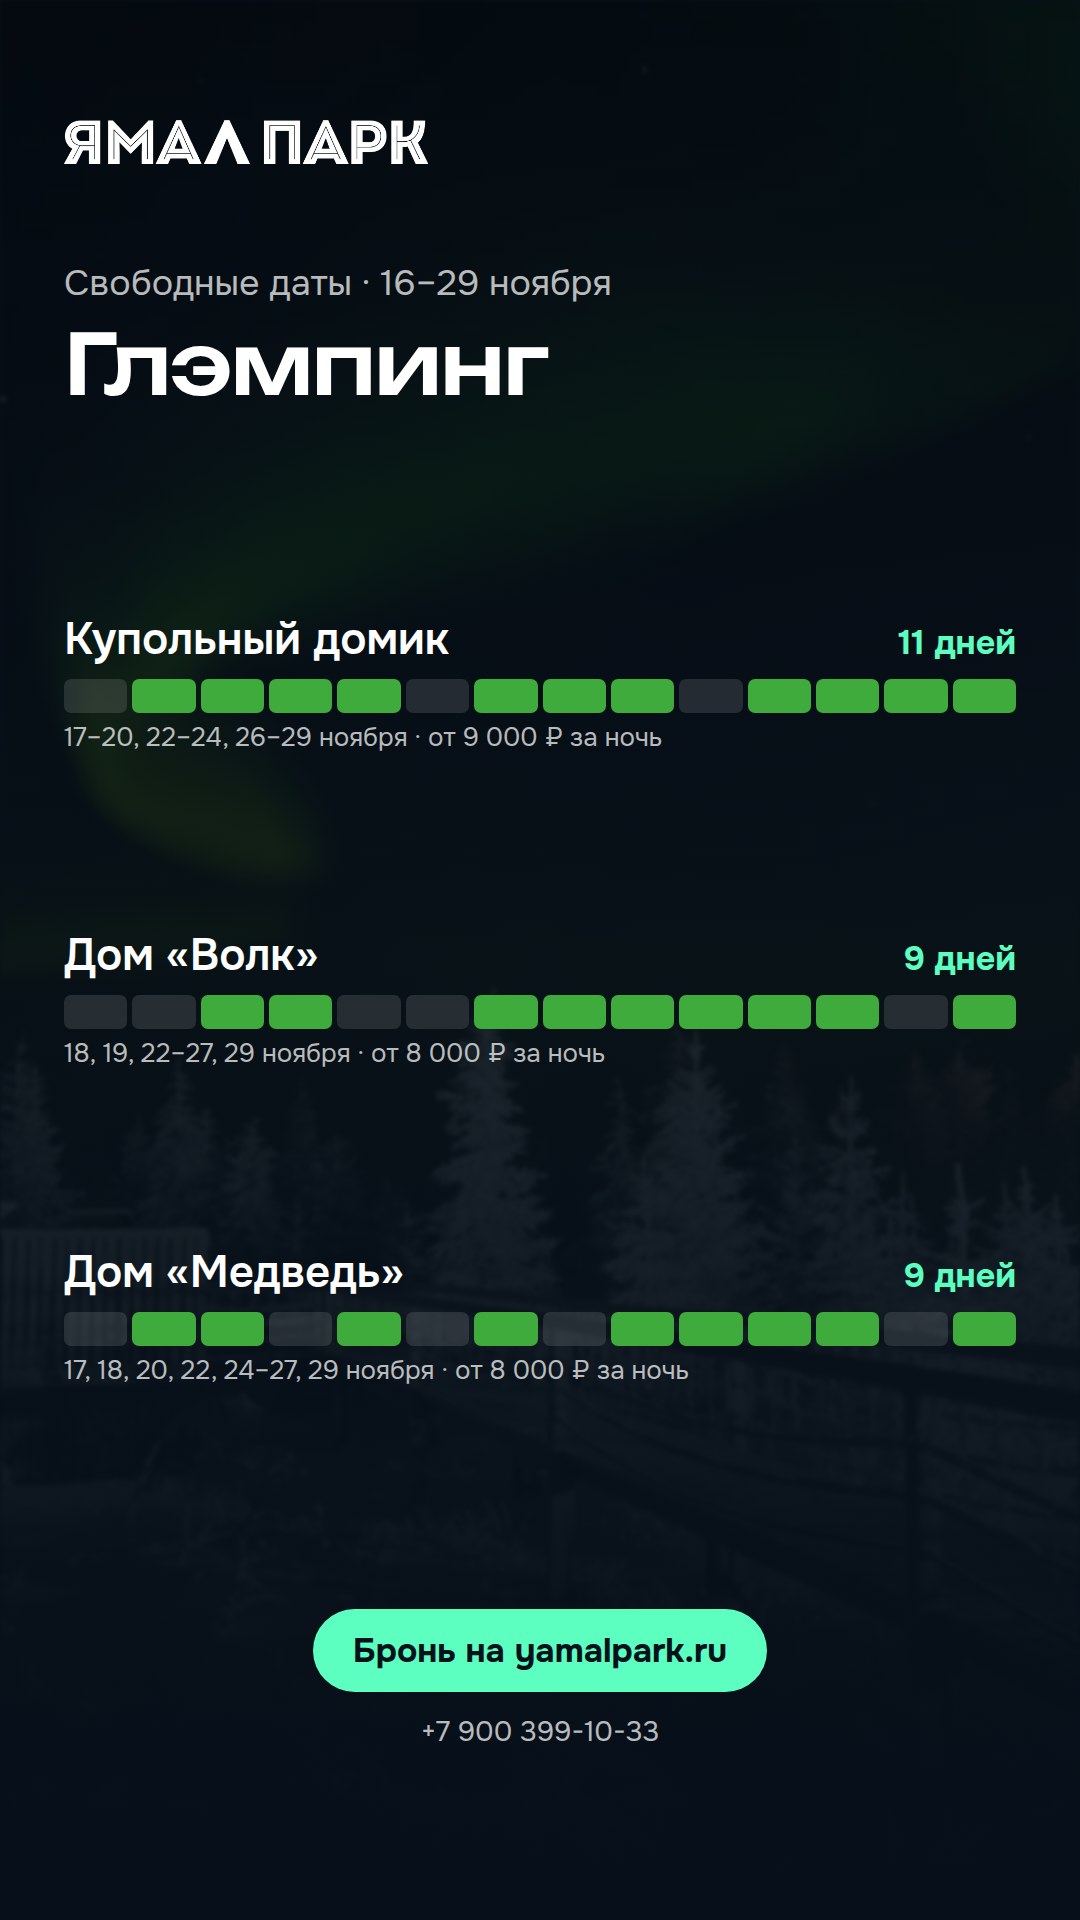 ЯМАЛ ПАРК
Свободные даты · 16–29 ноября
Глэмпинг
Купольный домик
11 дней
17–20, 22–24, 26–29 ноября · от 9 000 ₽ за ночь
Дом «Волк»
9 дней
18, 19, 22–27, 29 ноября · от 8 000 ₽ за ночь
Дом «Медведь»
9 дней
17, 18, 20, 22, 24–27, 29 ноября · от 8 000 ₽ за ночь
Бронь на yamalpark.ru
+7 900 399-10-33